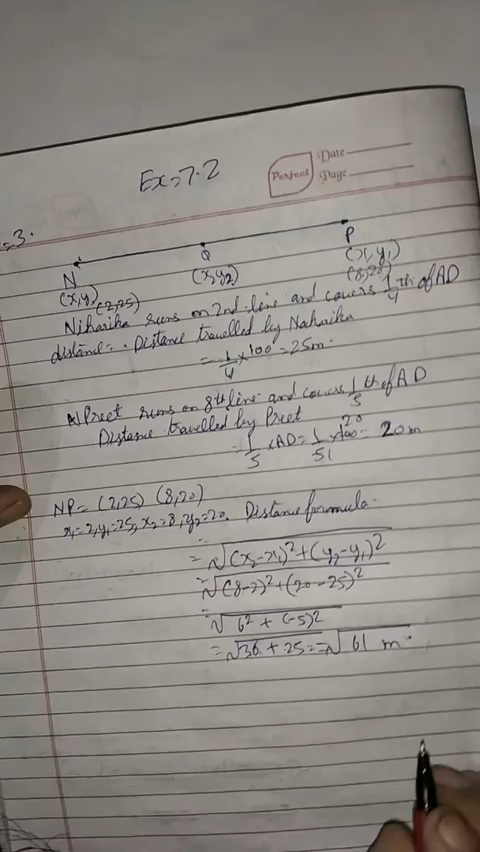 Ex=7.2
Perfect
Date
Page
=3.
N Q P
(x,y) (2,25) (x,y2) (x, y1)
(8,20)
Niharika runs on 2nd line and covers 1/4 th of AD
distance = . Distance travelled by Naharika
= 1/4 x 100 = 25m.
Preet runs on 8th line and covers 1/5 th of AD
Distance travelled by Preet
= 1/5 x AD = 1/5 x 100 20 = 20m
NP = (2,25) (8,20)
x1=2, y1=25, x2=8, y2=20. Distance formula.
= √(x2-x1)²+(y2-y1)²
= √(8-2)²+(20-25)²
= √6² + (-5)²
= √36 + 25 = √61 m.